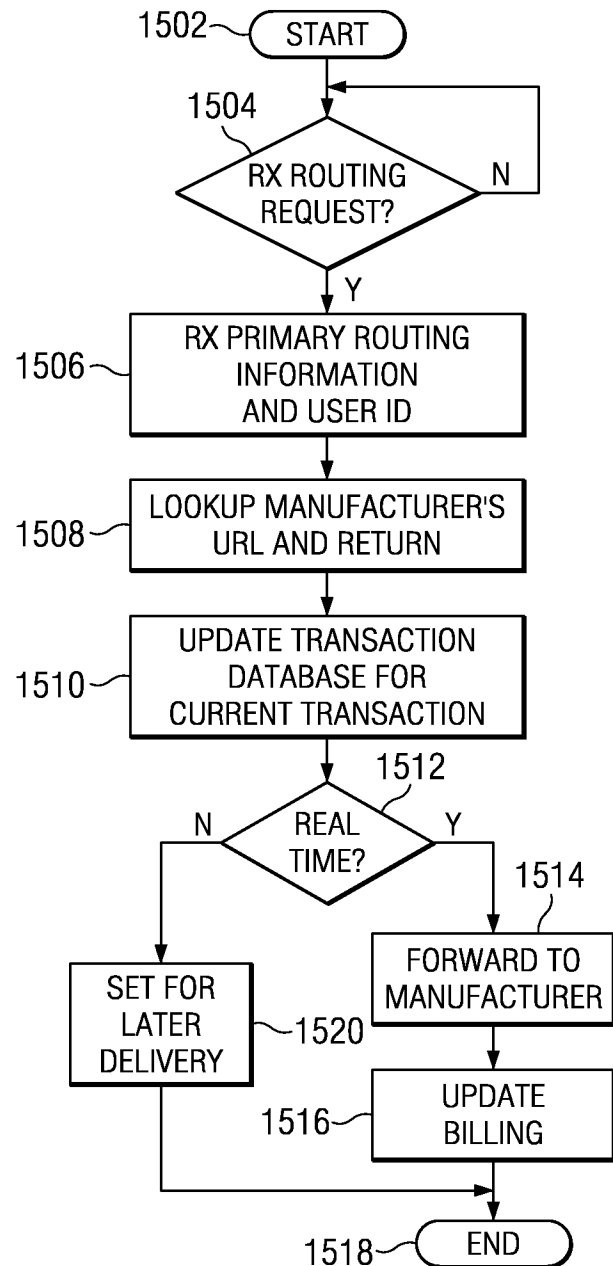 1502
START
1504
RX ROUTING
REQUEST?
N
Y
1506
RX PRIMARY ROUTING
INFORMATION
AND USER ID
1508
LOOKUP MANUFACTURER'S
URL AND RETURN
1510
UPDATE TRANSACTION
DATABASE FOR
CURRENT TRANSACTION
1512
REAL
TIME?
N
Y
1514
FORWARD TO
MANUFACTURER
SET FOR
LATER
DELIVERY
1520
1516
UPDATE
BILLING
1518
END